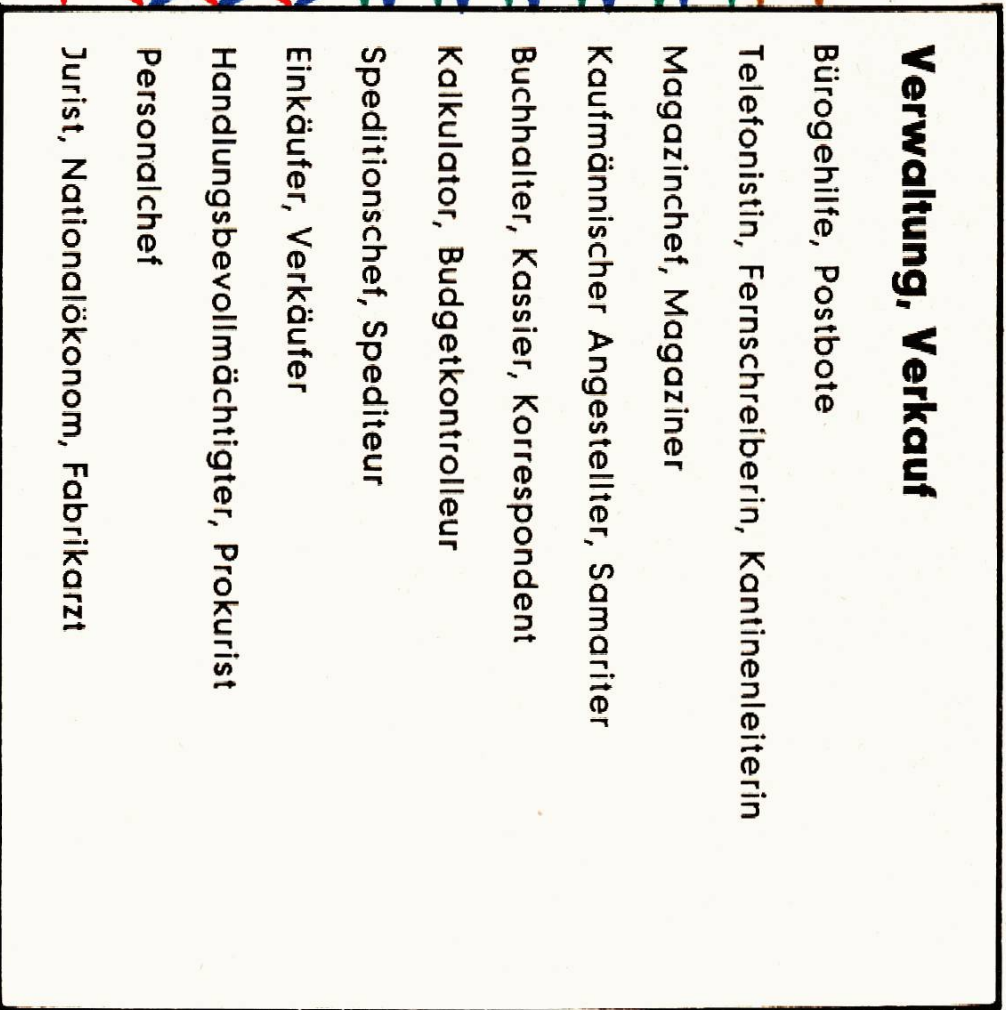 Verwaltung, Verkauf
Bürogehilfe, Postbote
Telefonistin, Fernschreiberin, Kantinenleiterin
Magazinchef, Magaziner
Kaufmännischer Angestellter, Samariter
Buchhalter, Kassier, Korrespondent
Kalkulator, Budgetkontrolleur
Speditionschef, Spediteur
Einkäufer, Verkäufer
Handlungsbevollmächtigter, Prokurist
Personalchef
Jurist, Nationalökonom, Fabrikarzt